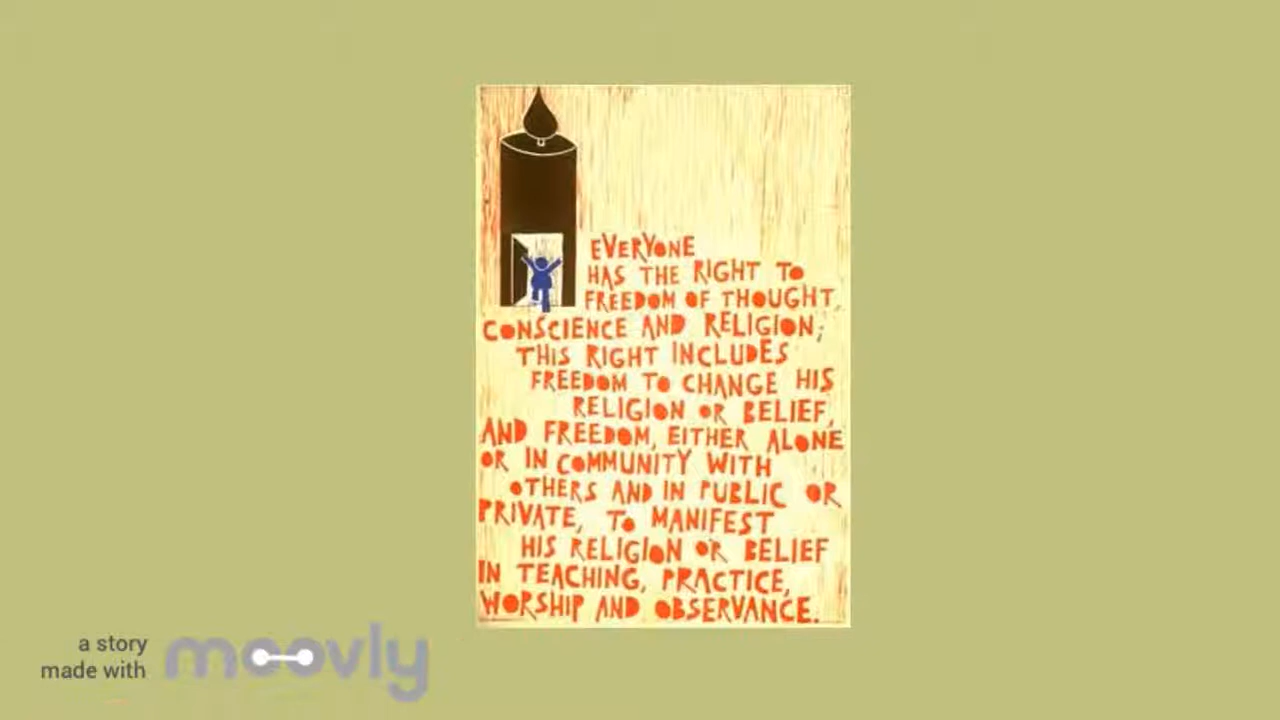 EVERYONE
HAS THE RIGHT TO
FREEDOM OF THOUGHT,
CONSCIENCE AND RELIGION;
THIS RIGHT INCLUDES
FREEDOM TO CHANGE HIS
RELIGION OR BELIEF,
AND FREEDOM, EITHER ALONE
OR IN COMMUNITY WITH
OTHERS AND IN PUBLIC OR
PRIVATE, TO MANIFEST
HIS RELIGION OR BELIEF
IN TEACHING, PRACTICE,
WORSHIP AND OBSERVANCE.
a story
made with
moovly